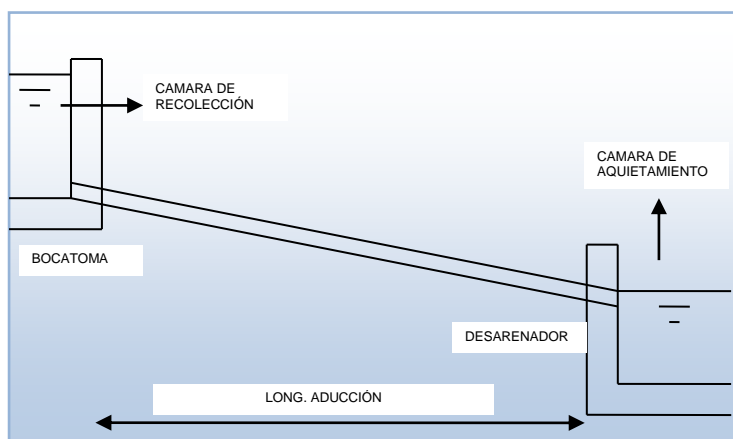 CAMARA DE
RECOLECCIÓN
CAMARA DE
AQUIETAMIENTO
BOCATOMA
DESARENADOR
LONG. ADUCCIÓN